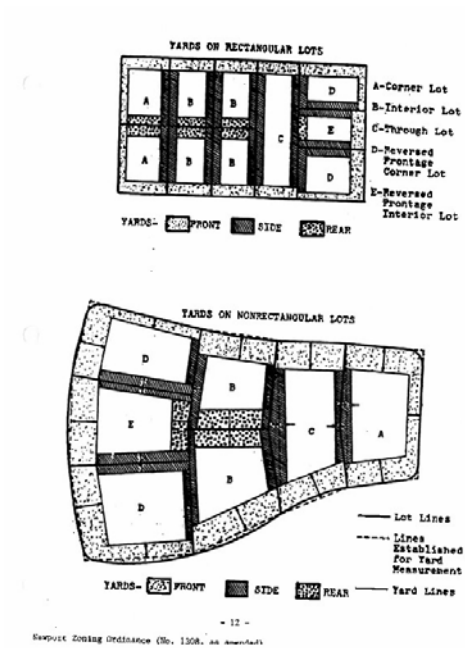 YARDS ON RECTANGULAR LOTS
A B B C D
E
A B B D
A-Corner Lot
B-Interior Lot
C-Through Lot
D-Reversed
Frontage
Corner Lot
E-Reversed
Frontage
Interior Lot
YARDS- FRONT SIDE REAR
YARDS ON NONRECTANGULAR LOTS
D B
E C A
D B
Lot Lines
Lines
Established
for Yard
Measurement
YARDS- FRONT SIDE REAR Yard Lines
- 12 -
Newport Zoning Ordinance (No. 1308, as amended)